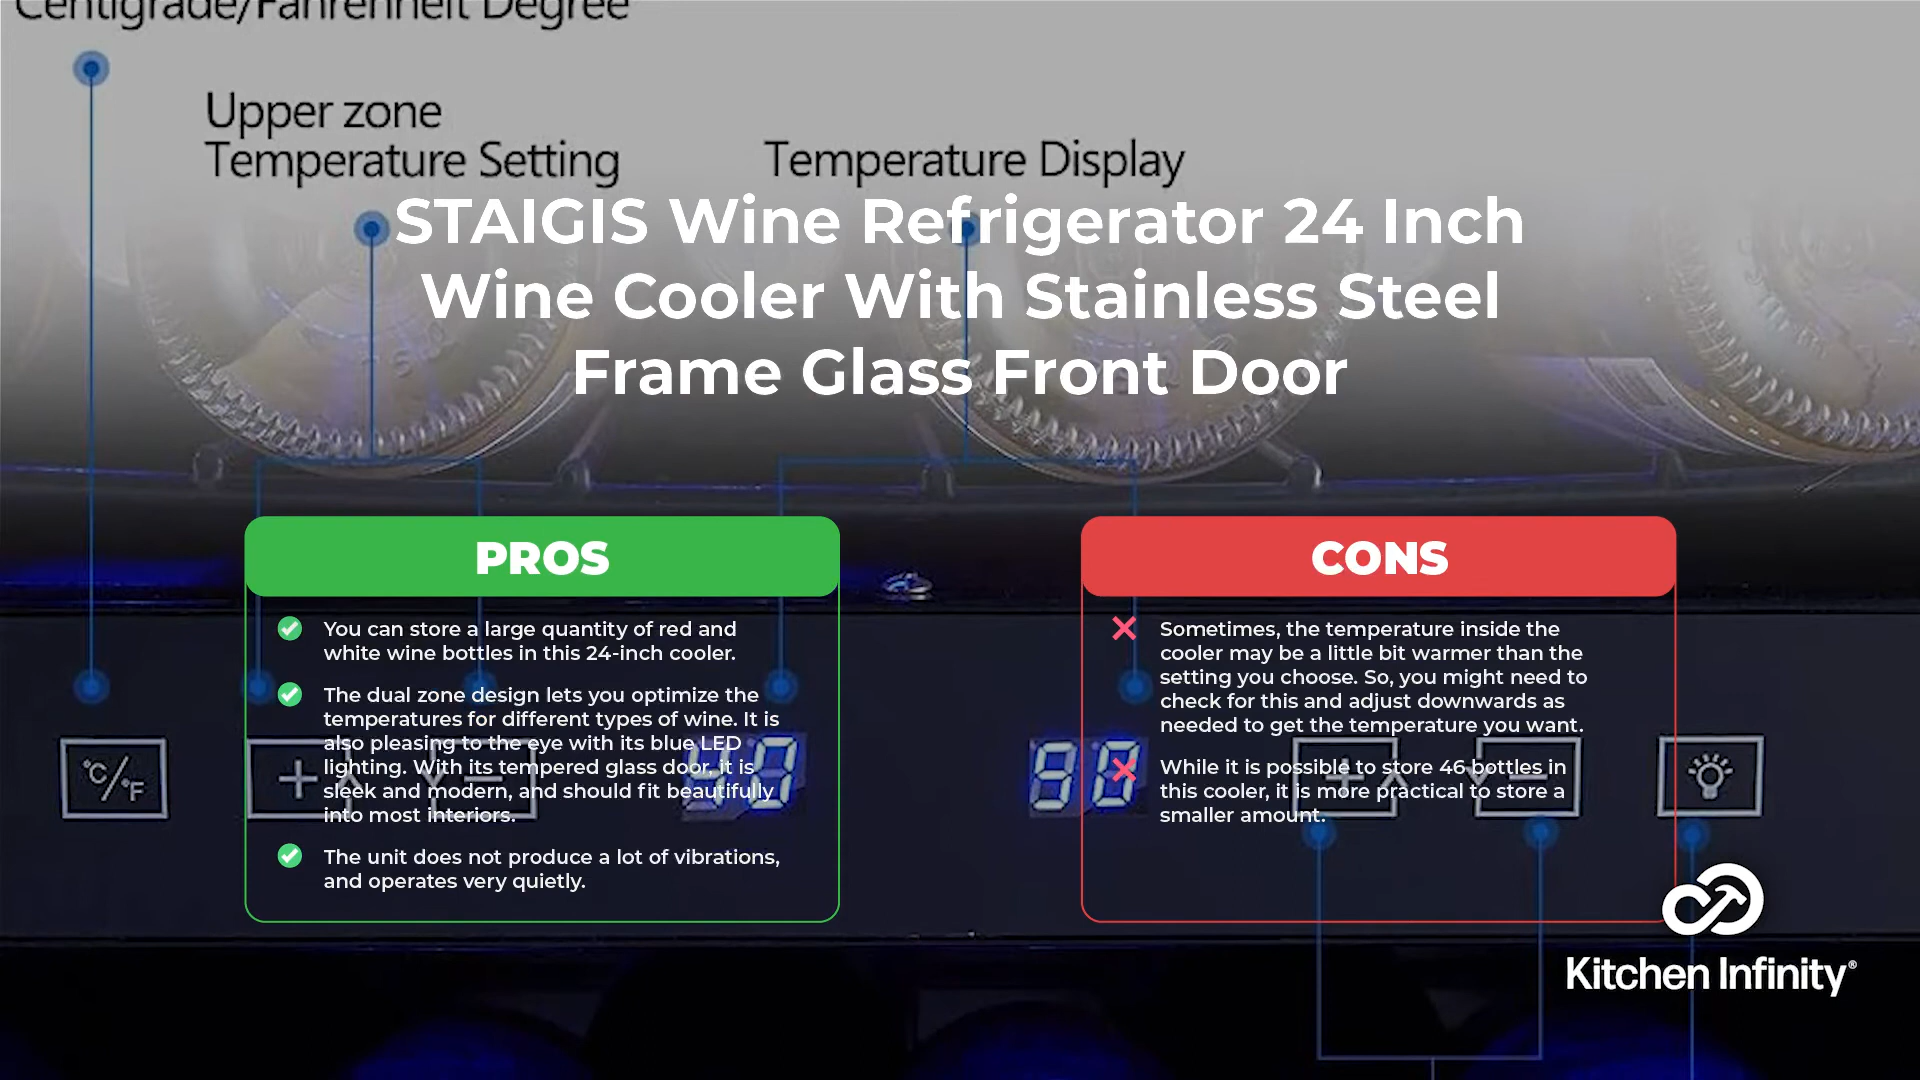 Centigrade/Fahrenheit Degree
Upper zone
Temperature Setting
Temperature Display
STAIGIS Wine Refrigerator 24 Inch
Wine Cooler With Stainless Steel
Frame Glass Front Door
PROS
You can store a large quantity of red and
white wine bottles in this 24-inch cooler.
The dual zone design lets you optimize the
temperatures for different types of wine. It is
also pleasing to the eye with its blue LED
lighting. With its tempered glass door, it is
sleek and modern, and should fit beautifully
into most interiors.
The unit does not produce a lot of vibrations,
and operates very quietly.
CONS
Sometimes, the temperature inside the
cooler may be a little bit warmer than the
setting you choose. So, you might need to
check for this and adjust downwards as
needed to get the temperature you want.
While it is possible to store 46 bottles in
this cooler, it is more practical to store a
smaller amount.
°C/°F
+
−
40
50
+
−
Kitchen Infinity®